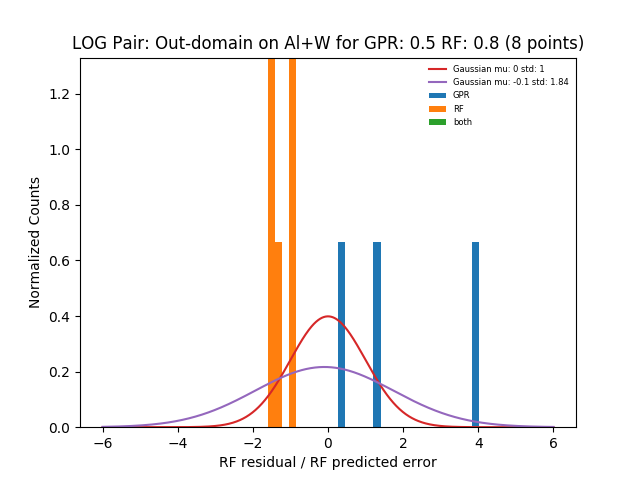 LOG Pair: Out-domain on Al+W for GPR: 0.5 RF: 0.8 (8 points)
Gaussian mu: 0 std: 1
Gaussian mu: -0.1 std: 1.84
GPR
RF
both
1.2
1.0
0.8
0.6
0.4
0.2
0.0
Normalized Counts
−6
−4
−2
0
2
4
6
RF residual / RF predicted error